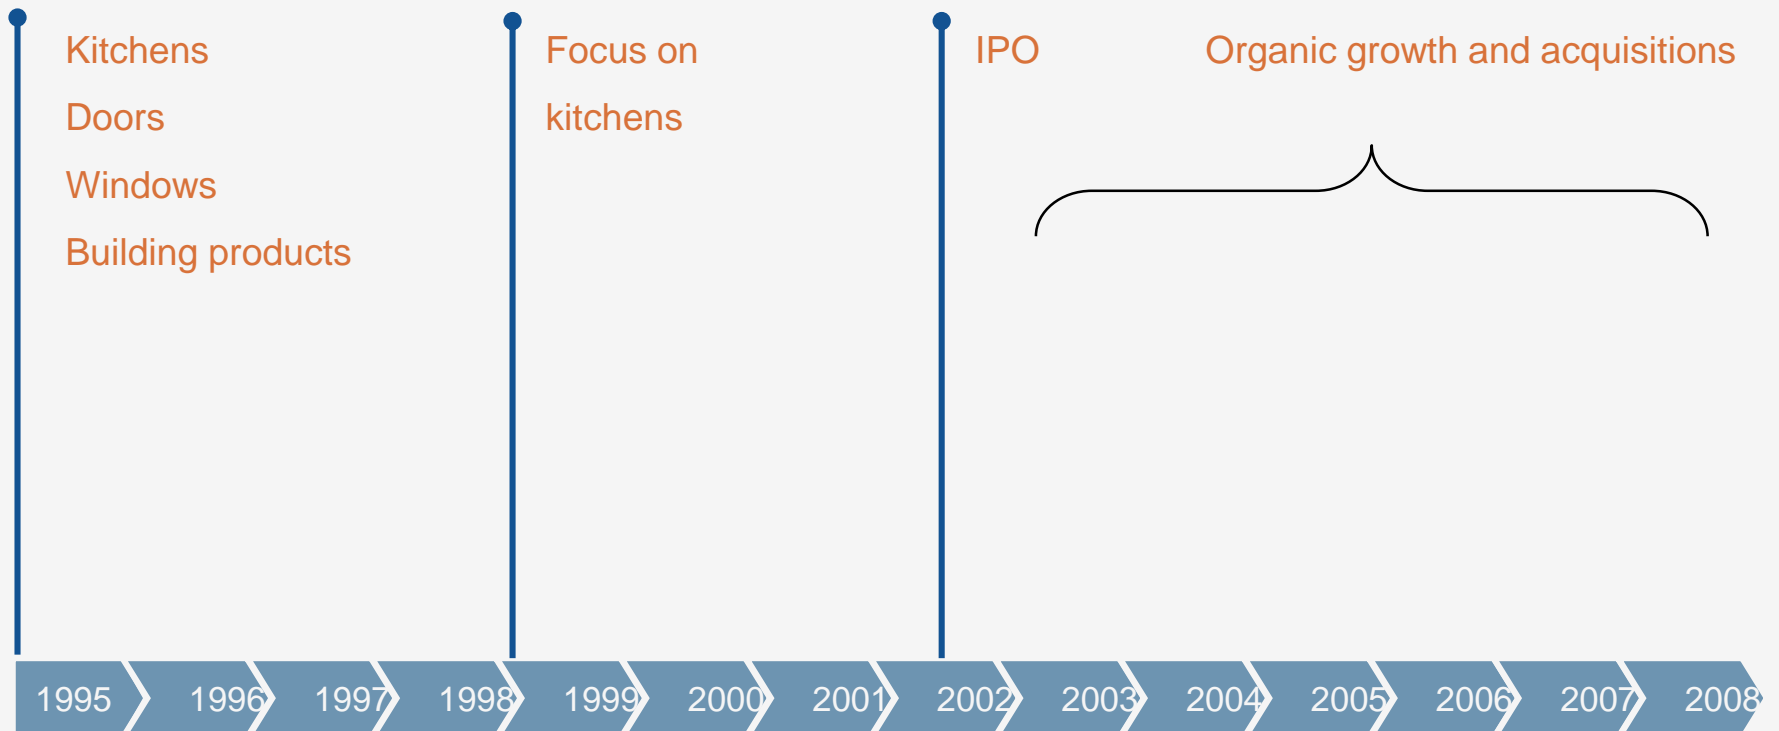 Kitchens
Doors
Windows
Building products
Focus on
kitchens
IPO
Organic growth and acquisitions
1995 1996 1997 1998 1999 2000 2001 2002 2003 2004 2005 2006 2007 2008